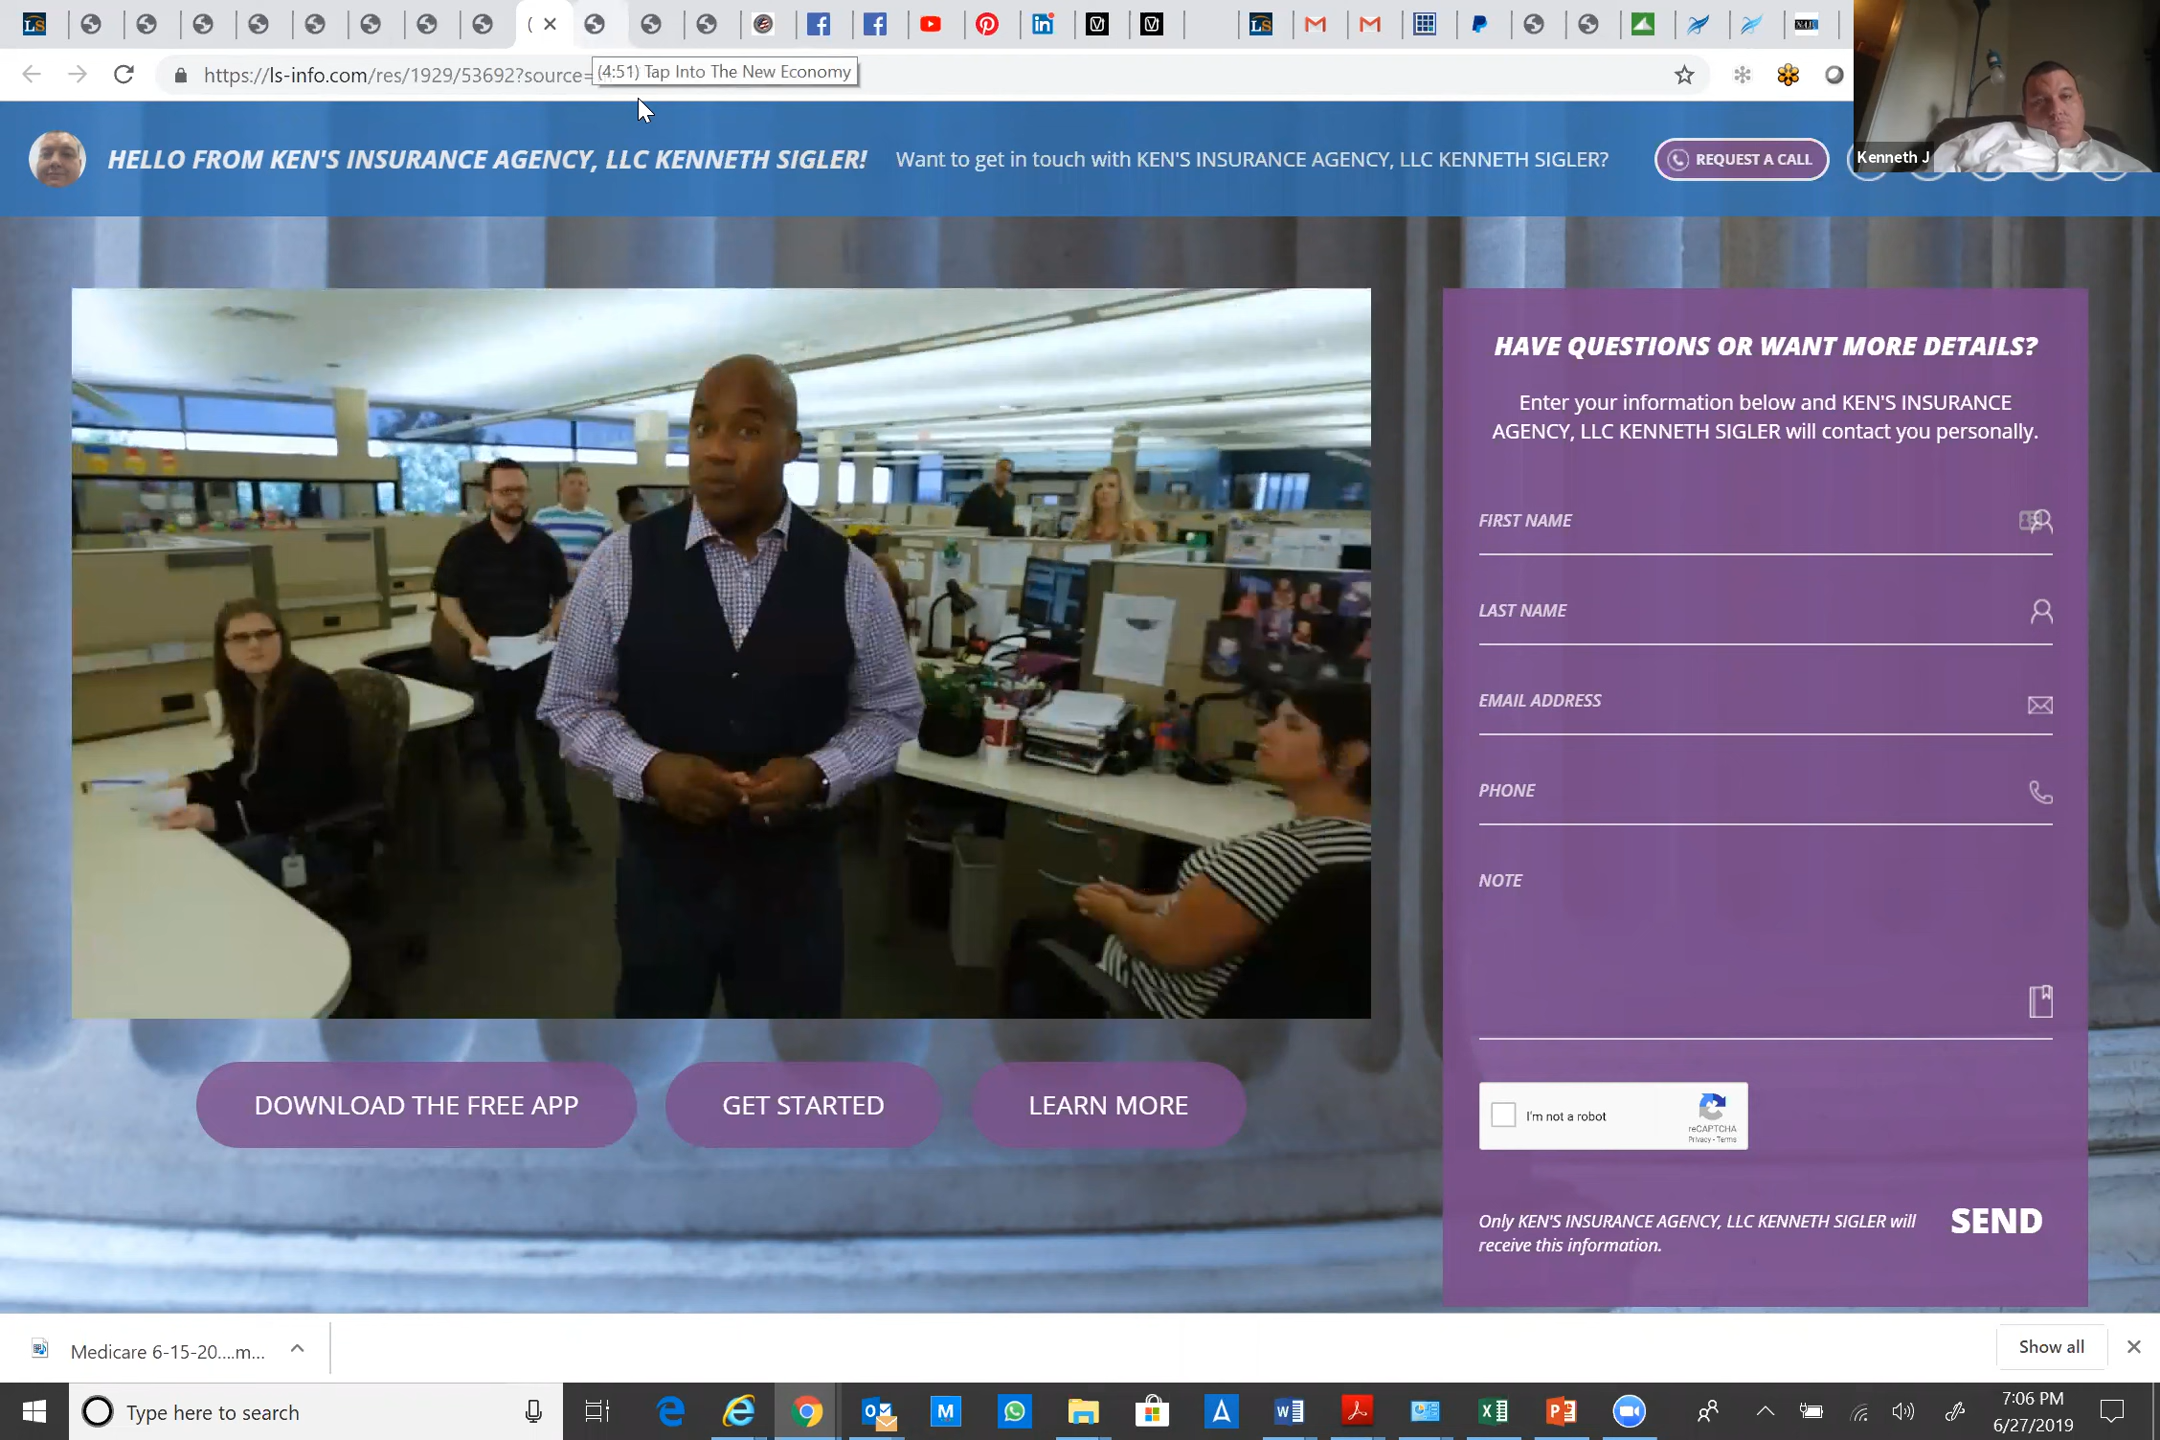 https://ls-info.com/res/1929/53692?source=
(4:51) Tap Into The New Economy
HELLO FROM KEN'S INSURANCE AGENCY, LLC KENNETH SIGLER!
Want to get in touch with KEN'S INSURANCE AGENCY, LLC KENNETH SIGLER?
REQUEST A CALL
Kenneth J
HAVE QUESTIONS OR WANT MORE DETAILS?
Enter your information below and KEN'S INSURANCE
AGENCY, LLC KENNETH SIGLER will contact you personally.
FIRST NAME
LAST NAME
EMAIL ADDRESS
PHONE
NOTE
I'm not a robot
reCAPTCHA
Privacy - Terms
Only KEN'S INSURANCE AGENCY, LLC KENNETH SIGLER will
receive this information.
SEND
DOWNLOAD THE FREE APP
GET STARTED
LEARN MORE
Medicare 6-15-20....m...
Show all
Type here to search
7:06 PM
6/27/2019